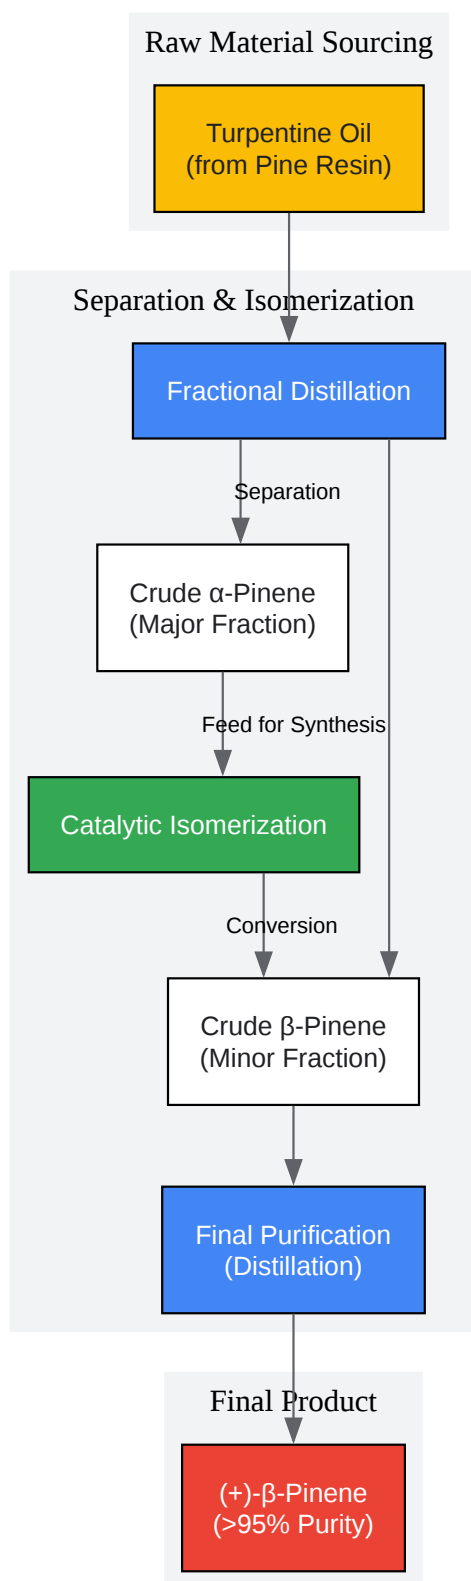 Raw Material Sourcing
Turpentine Oil
(from Pine Resin)
Separation & Isomerization
Fractional Distillation
Separation
Crude α-Pinene
(Major Fraction)
Feed for Synthesis
Catalytic Isomerization
Conversion
Crude β-Pinene
(Minor Fraction)
Final Purification
(Distillation)
Final Product
(+)-β-Pinene
(>95% Purity)